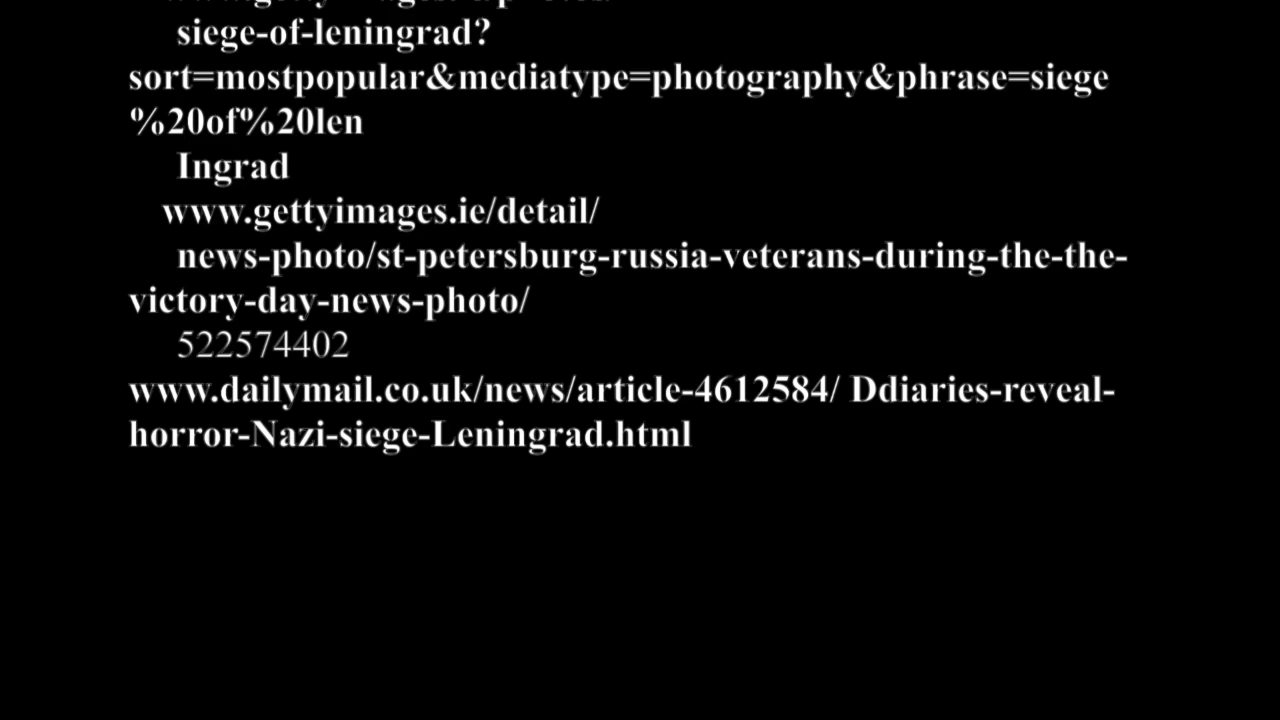 siege-of-leningrad?
sort=mostpopular&mediatype=photography&phrase=siege
%20of%20len
Ingrad
www.gettyimages.ie/detail/
news-photo/st-petersburg-russia-veterans-during-the-the-
victory-day-news-photo/
522574402
www.dailymail.co.uk/news/article-4612584/ Ddiaries-reveal-
horror-Nazi-siege-Leningrad.html